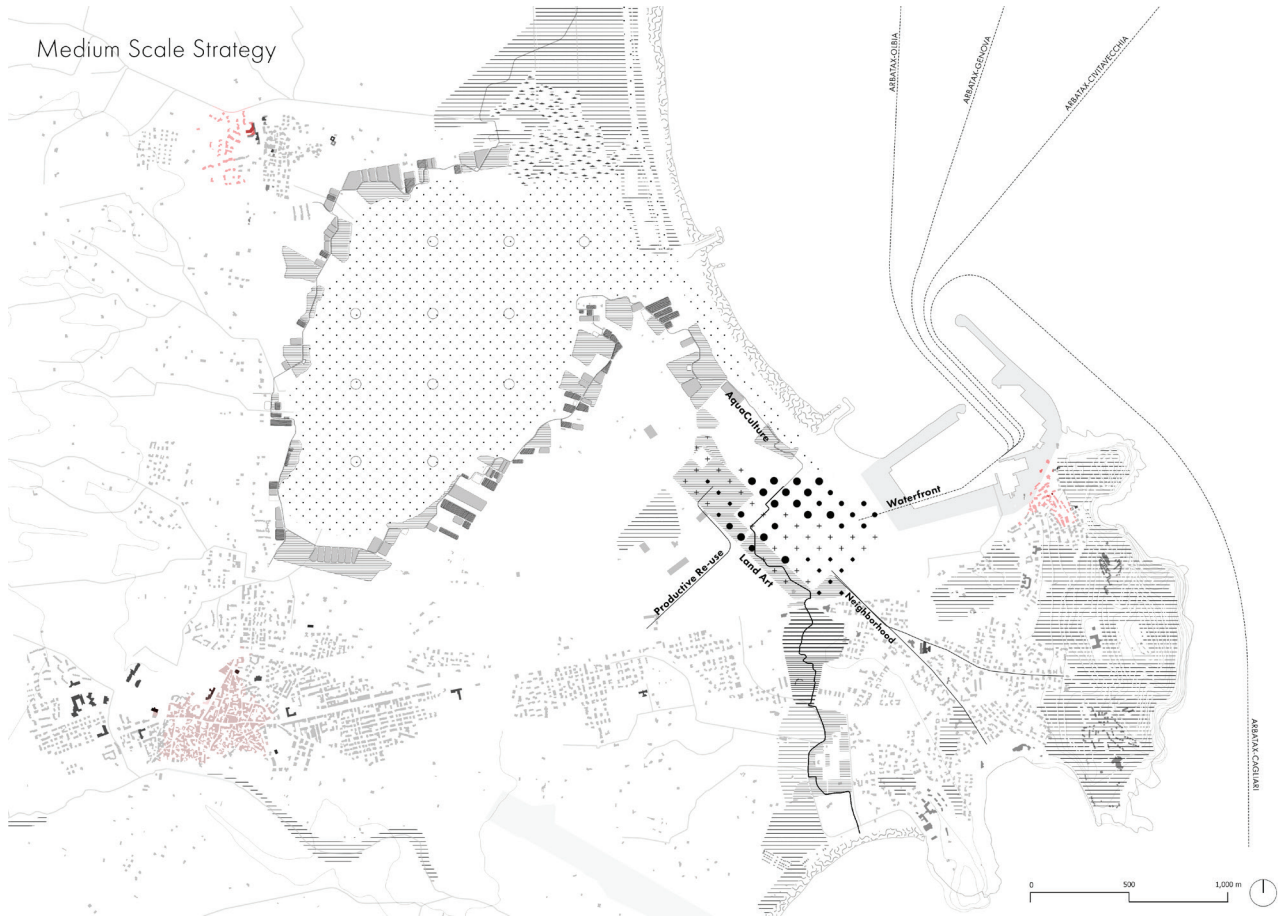 Medium Scale Strategy
ARBATAX-OLBIA
ARBATAX-GENOVA
ARBATAX-CIVITAVECCHIA
AquaCulture
Waterfront
Productive Re-use
Land Art
Neighborhood
ARBATAX-CAGLIARI
0 500 1,000 m